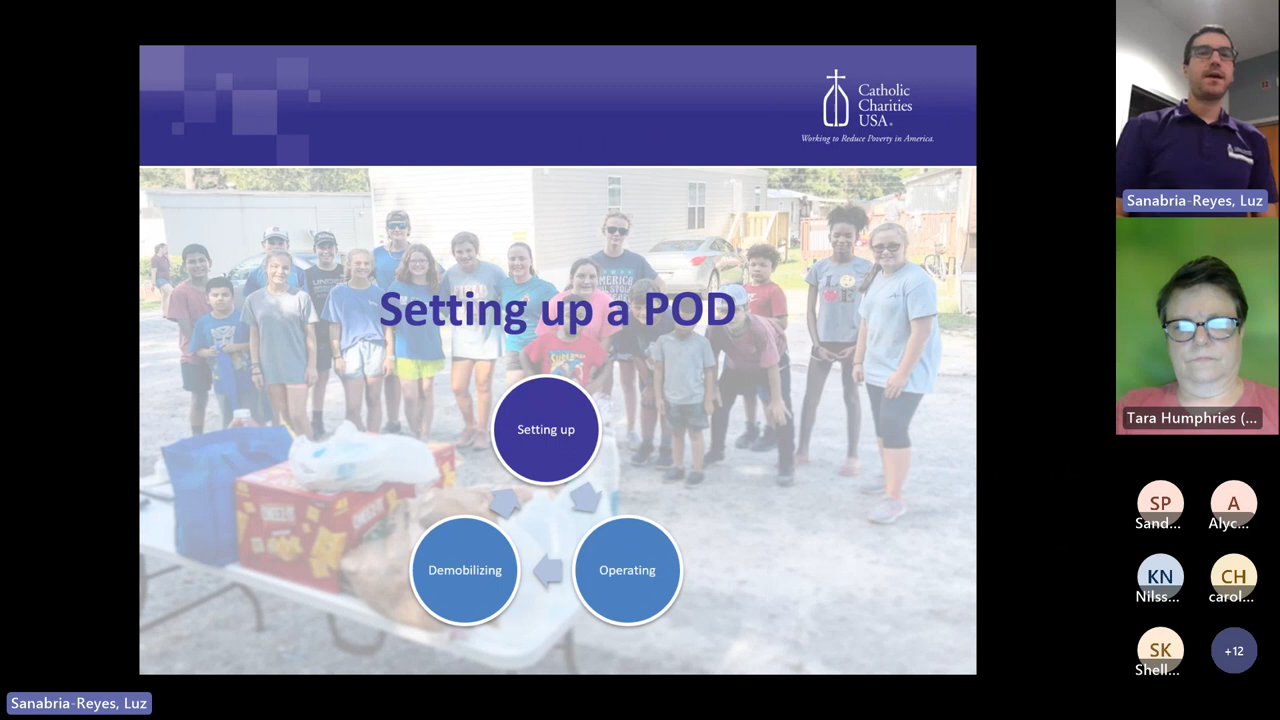 Catholic
Charities
USA®
Working to Reduce Poverty in America.
Setting up a POD
Setting up
Demobilizing
Operating
Sanabria-Reyes, Luz
Tara Humphries (...
SP
Sand...
A
Alyc...
KN
Nilss...
CH
carol...
SK
Shell...
+12
Sanabria-Reyes, Luz